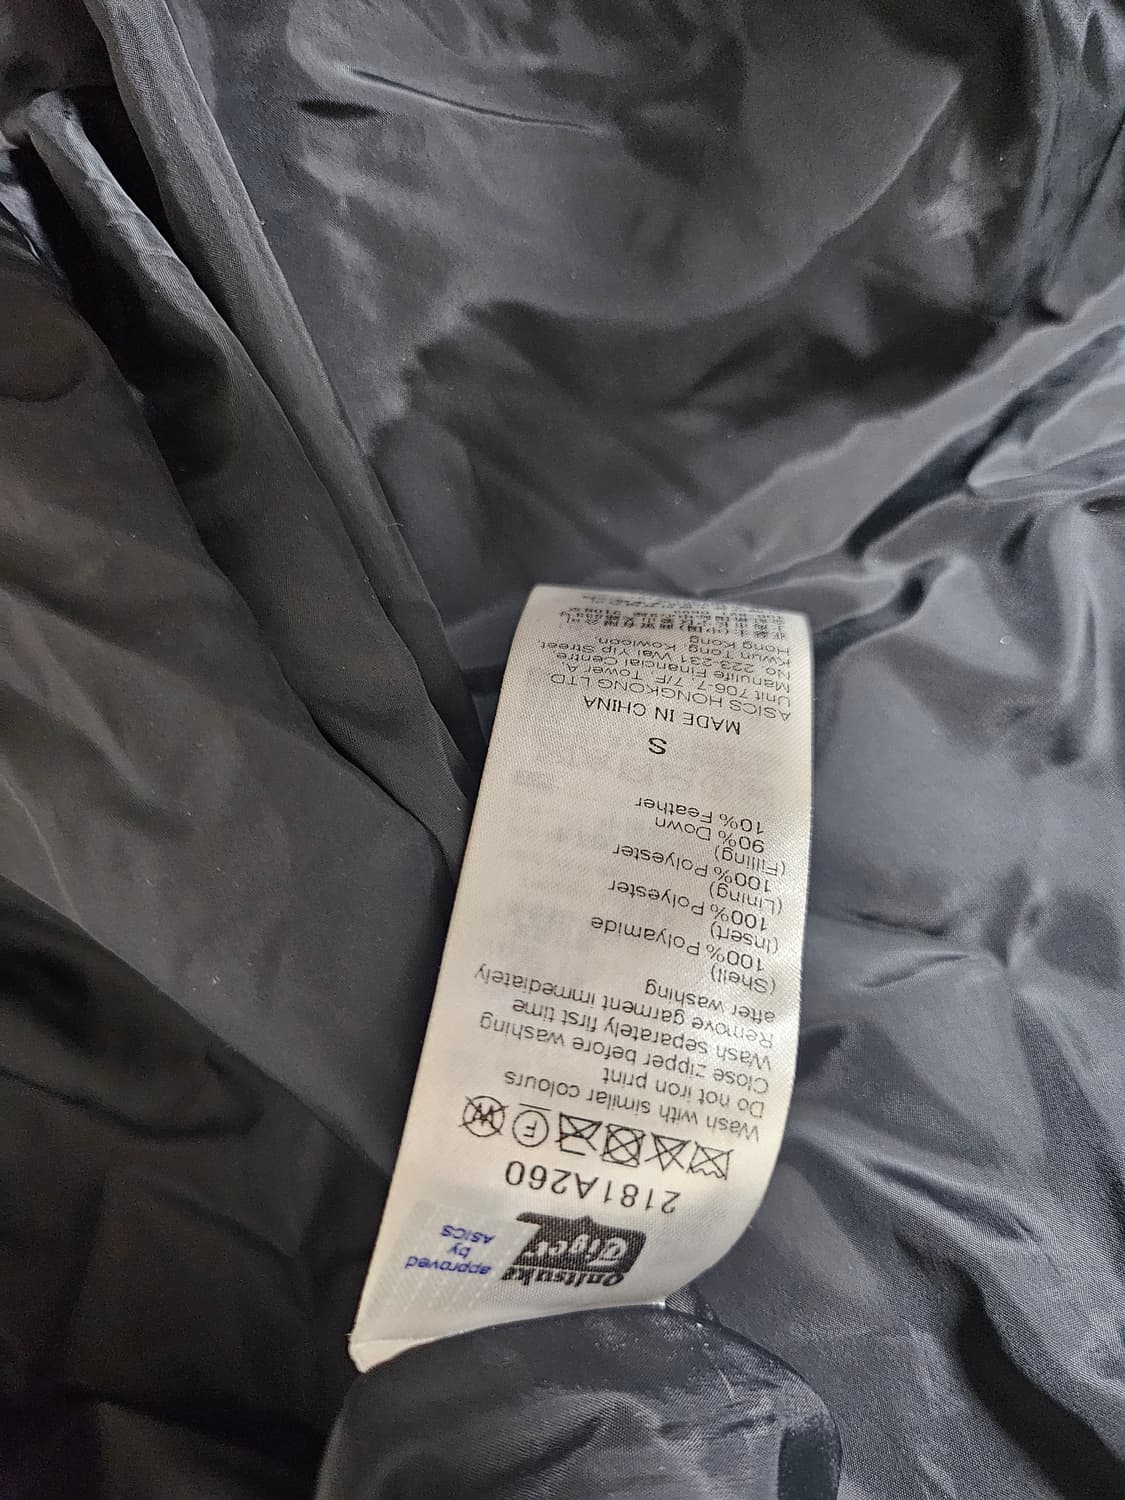 Onitsuka
Tiger
approved
by
ASICS
2181A260
F
W
Wash with similar colours
Do not iron print
Close zipper before washing
Wash separately first time
Remove garment immediately
after washing
(Shell)
100% Polyamide
(Insert)
100% Polyester
(Lining)
100% Polyester
(Filling)
90% Down
10% Feather
S
MADE IN CHINA
ASICS HONGKONG LTD
Unit 706-7, 7/F, Tower A,
Manulife Financial Centre
No. 223-231 Wai Yip Street,
Kwun Tong, Kowloon,
Hong Kong